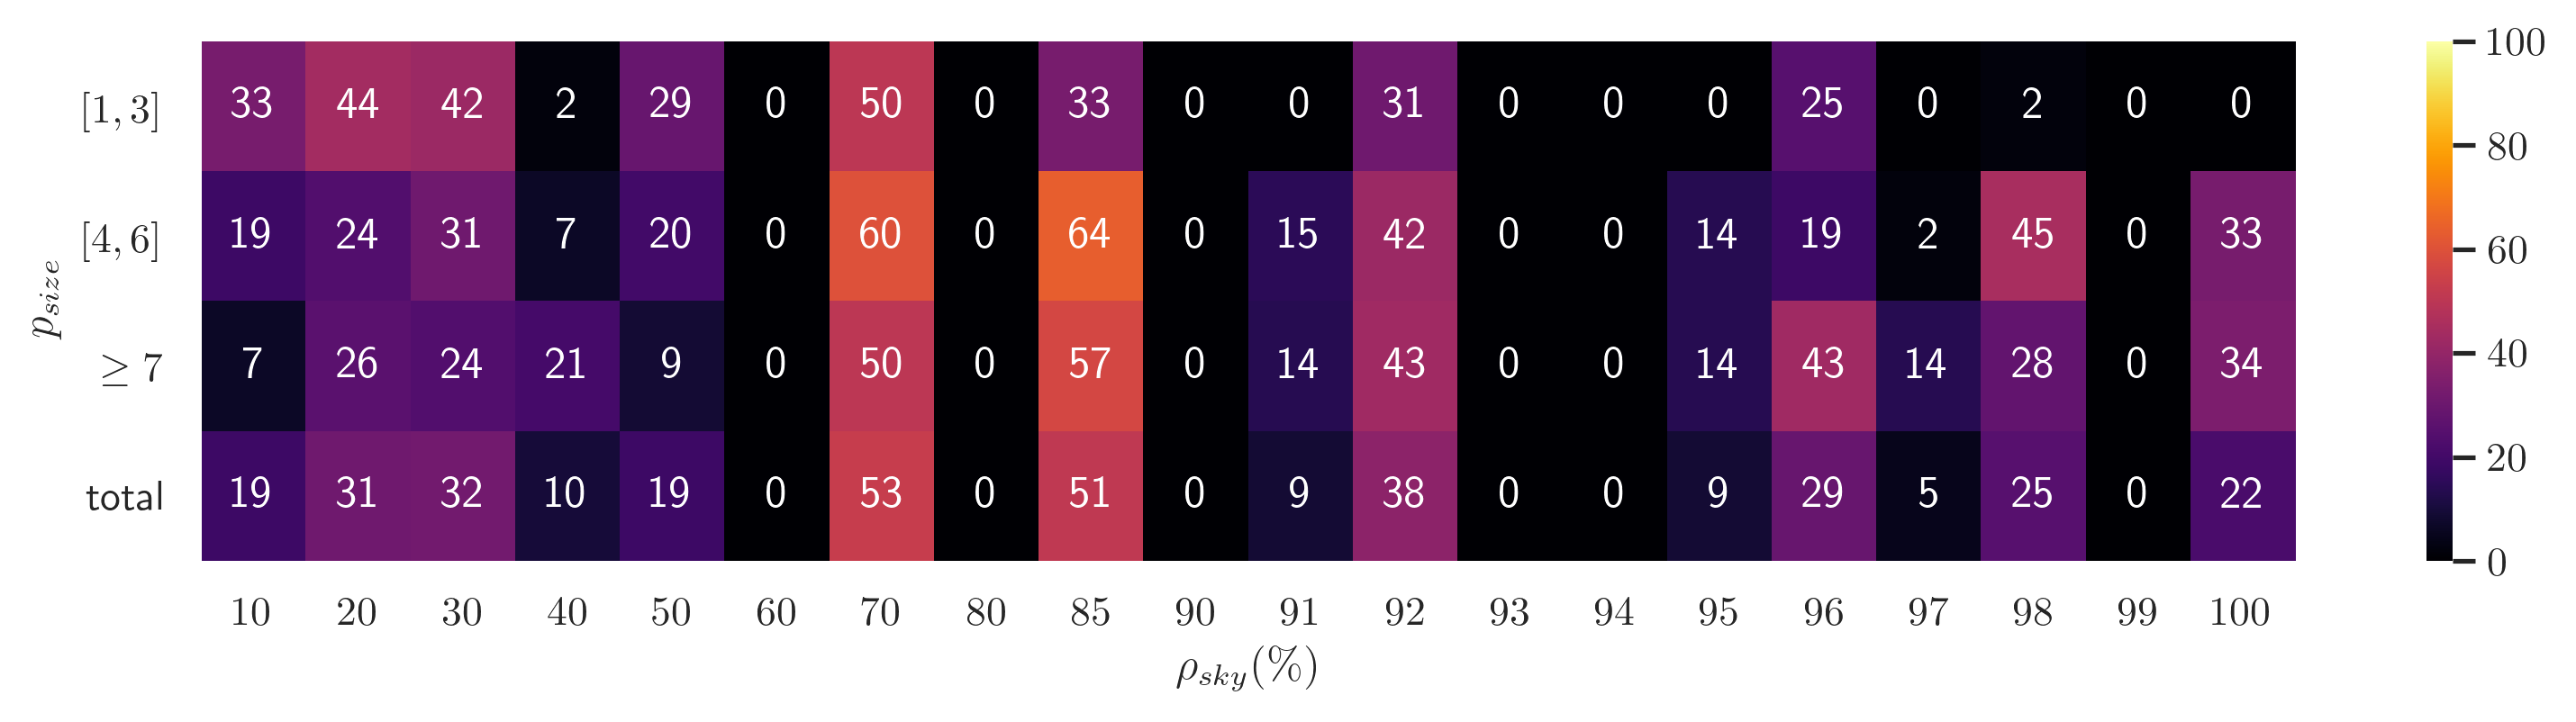 [1, 3] 33 44 42 2 29 0 50 0 33 0 0 31 0 0 0 25 0 2 0 0
[4, 6] 19 24 31 7 20 0 60 0 64 0 15 42 0 0 14 19 2 45 0 33
≥ 7 7 26 24 21 9 0 50 0 57 0 14 43 0 0 14 43 14 28 0 34
total 19 31 32 10 19 0 53 0 51 0 9 38 0 0 9 29 5 25 0 22
10 20 30 40 50 60 70 80 85 90 91 92 93 94 95 96 97 98 99 100
p_{size}
ρ_{sky}(%)
100
80
60
40
20
0